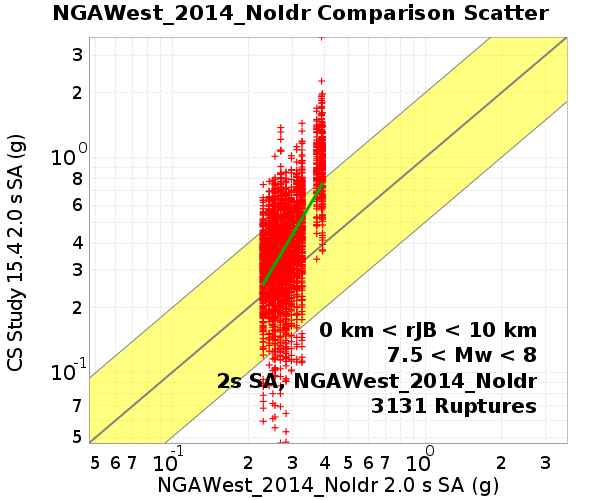 NGAWest_2014_NoIdr Comparison Scatter
CS Study 15.4 2.0 s SA (g)
3
2
10^0
8
6
4
3
2
10^-1
7
5
0 km < rJB < 10 km
7.5 < Mw < 8
2s SA, NGAWest_2014_NoIdr
3131 Ruptures
5 6 7 10^-1 2 3 4 5 6 7 10^0 2 3
NGAWest_2014_NoIdr 2.0 s SA (g)